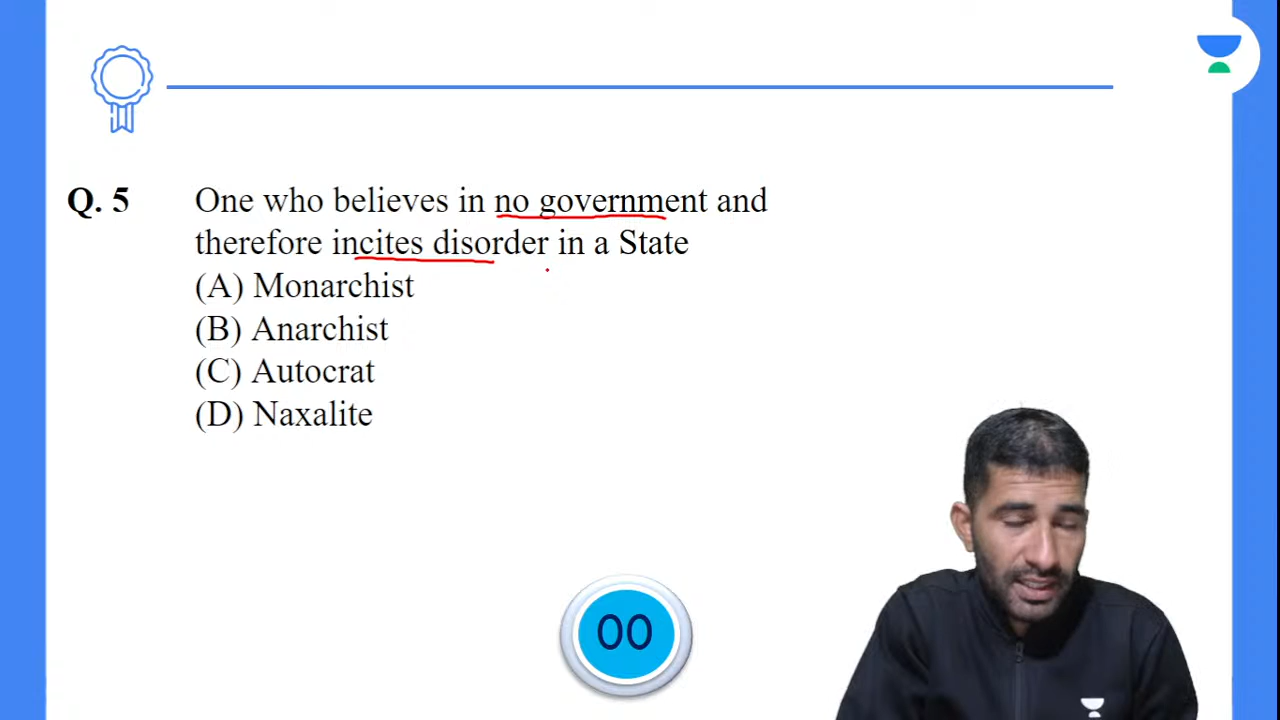 Q. 5 One who believes in no government and
therefore incites disorder in a State
(A) Monarchist
(B) Anarchist
(C) Autocrat
(D) Naxalite
00